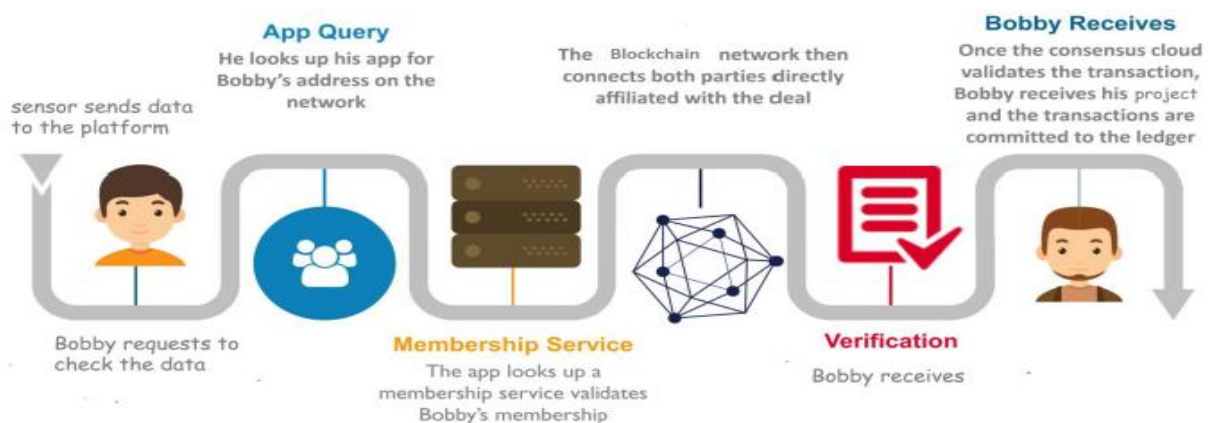 sensor sends data
to the platform
Bobby requests to
check the data
App Query
He looks up his app for
Bobby's address on the
network
Membership Service
The app looks up a
membership service validates
Bobby's membership
The Blockchain network then
connects both parties directly
affiliated with the deal
Verification
Bobby receives
Bobby Receives
Once the consensus cloud
validates the transaction,
Bobby receives his project
and the transactions are
committed to the ledger